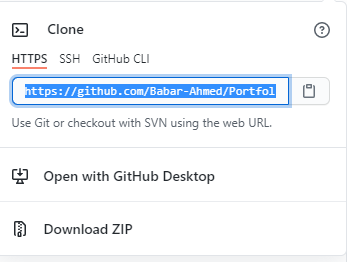 Clone
HTTPS SSH GitHub CLI
https://github.com/Babar-Ahmed/Portfol
Use Git or checkout with SVN using the web URL.
Open with GitHub Desktop
Download ZIP